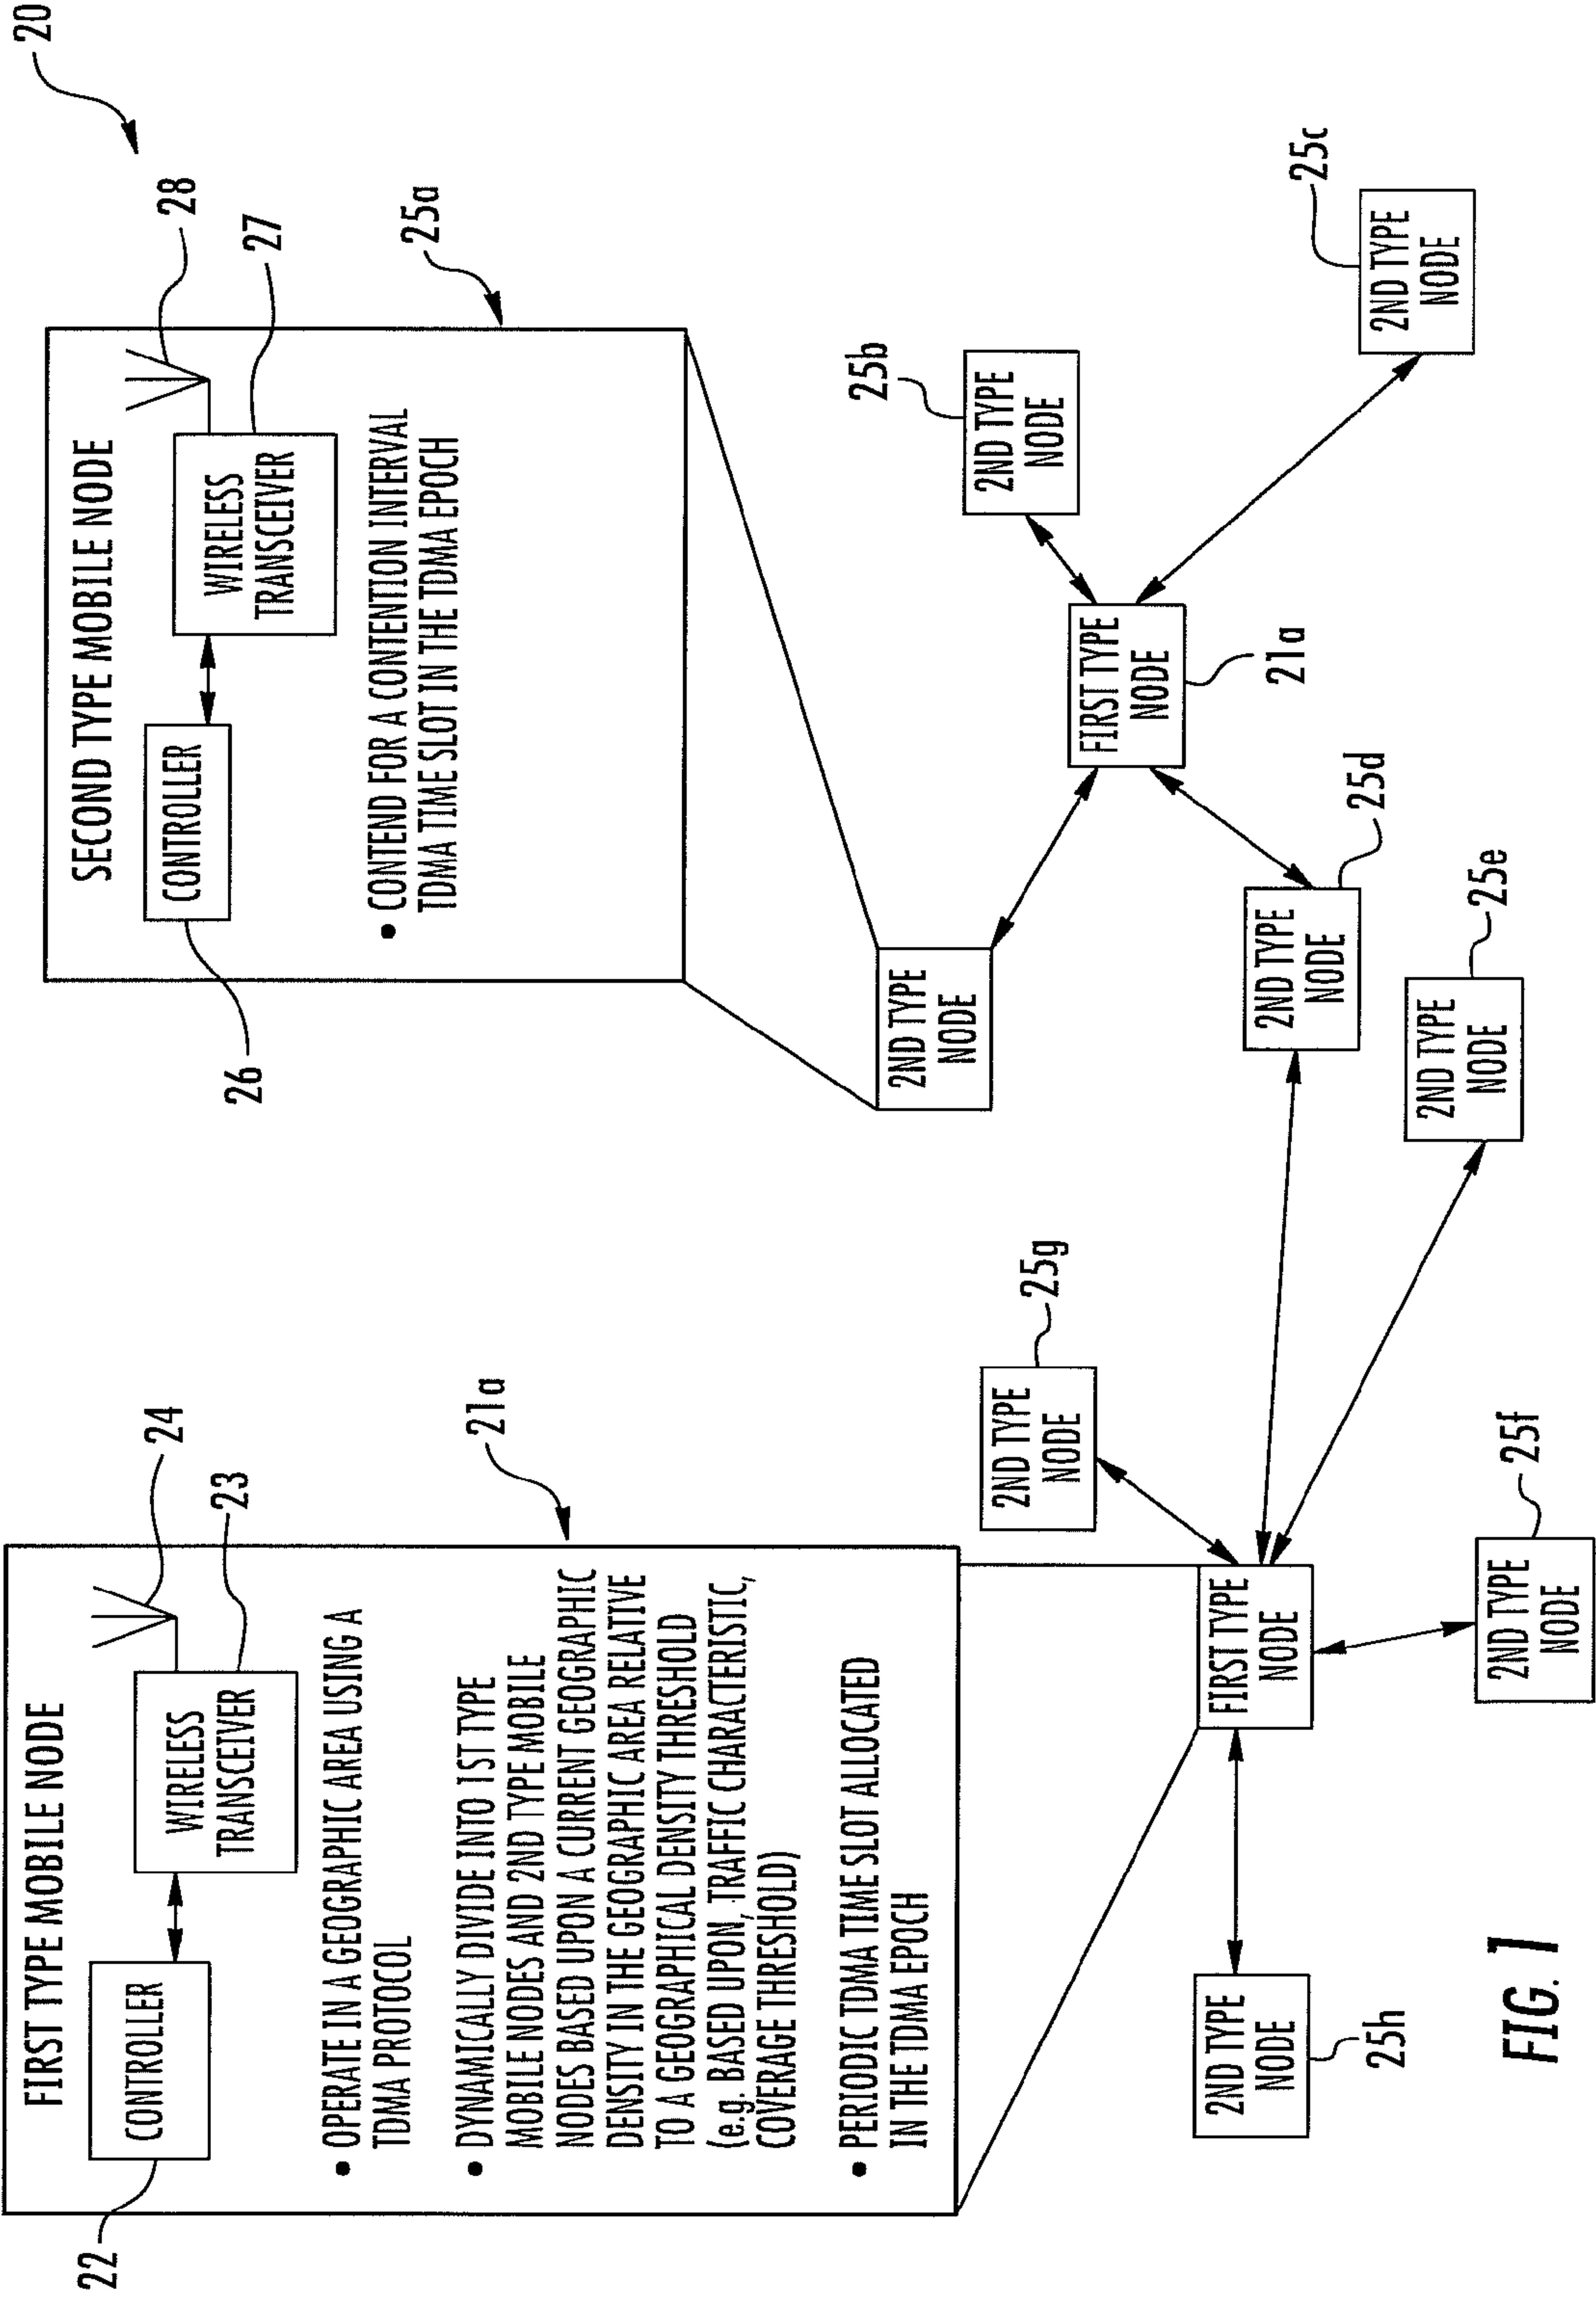 20
FIRST TYPE MOBILE NODE
22
CONTROLLER
WIRELESS
TRANSCEIVER
24
23
21a
• OPERATE IN A GEOGRAPHIC AREA USING A
TDMA PROTOCOL
• DYNAMICALLY DIVIDE INTO 1ST TYPE
MOBILE NODES AND 2ND TYPE MOBILE
NODES BASED UPON A CURRENT GEOGRAPHIC
DENSITY IN THE GEOGRAPHIC AREA RELATIVE
TO A GEOGRAPHICAL DENSITY THRESHOLD
(e.g. BASED UPON, TRAFFIC CHARACTERISTIC,
COVERAGE THRESHOLD)
• PERIODIC TDMA TIME SLOT ALLOCATED
IN THE TDMA EPOCH
SECOND TYPE MOBILE NODE
26
CONTROLLER
WIRELESS
TRANSCEIVER
28
27
25a
• CONTEND FOR A CONTENTION INTERVAL
TDMA TIME SLOT IN THE TDMA EPOCH
2ND TYPE
NODE
2ND TYPE
NODE
25b
FIRST TYPE
NODE
21a
2ND TYPE
NODE
25c
2ND TYPE
NODE
25d
2ND TYPE
NODE
25e
2ND TYPE
NODE
25g
FIRST TYPE
NODE
2ND TYPE
NODE
25f
2ND TYPE
NODE
25h
FIG. 1